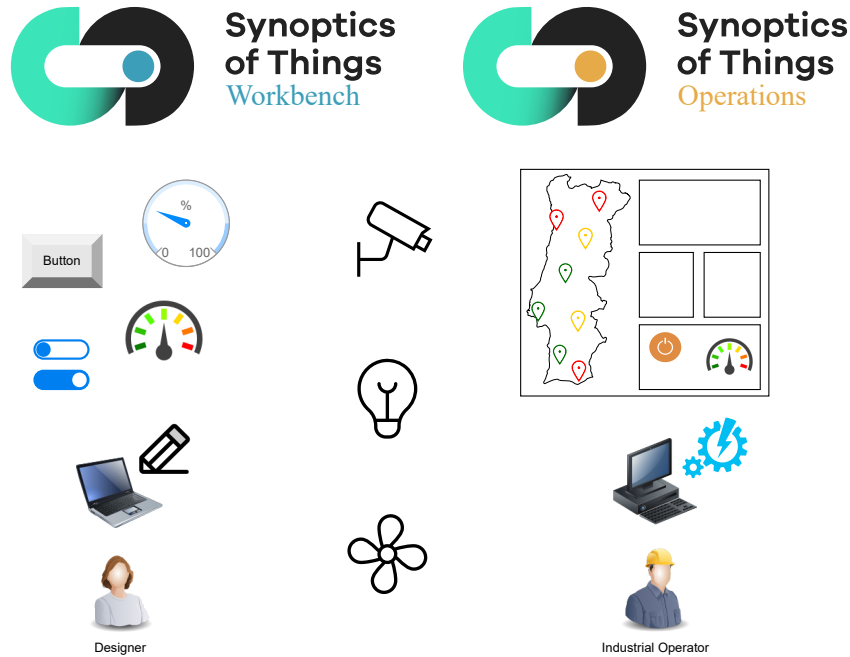 Synoptics
of Things
Workbench
Synoptics
of Things
Operations
%
0 100
Button
Designer
Industrial Operator